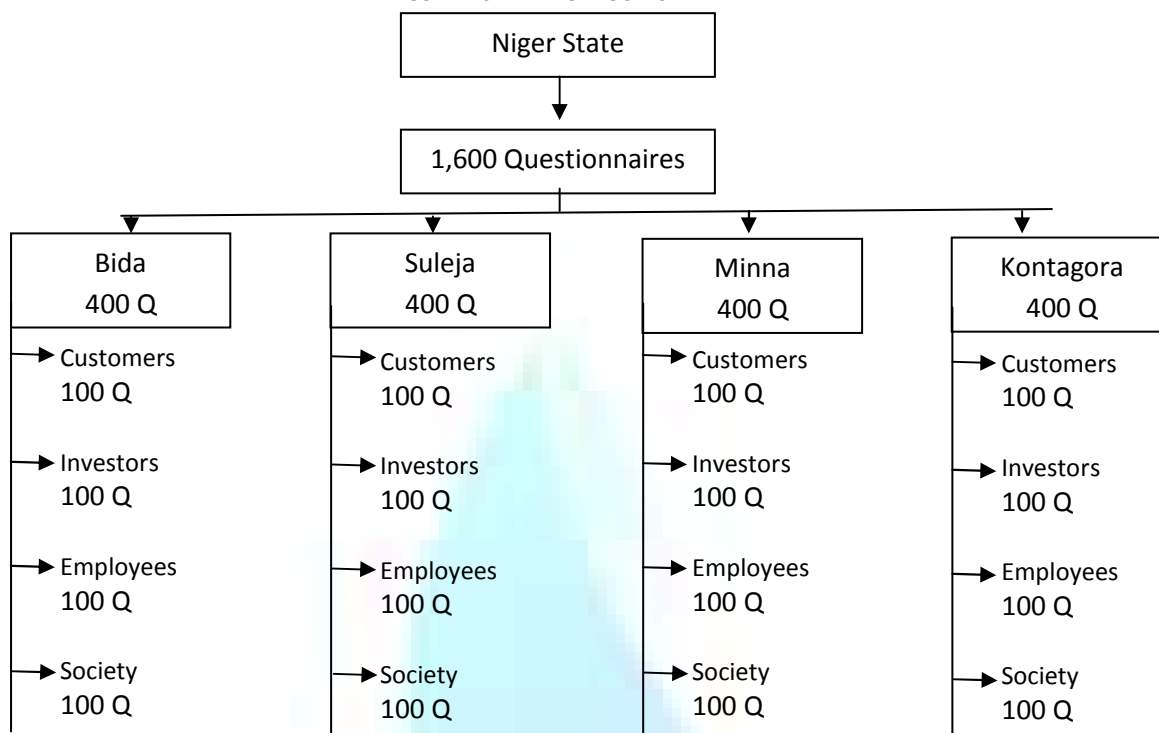 Niger State
1,600 Questionnaires
Bida
400 Q
Customers
100 Q
Investors
100 Q
Employees
100 Q
Society
100 Q
Suleja
400 Q
Customers
100 Q
Investors
100 Q
Employees
100 Q
Society
100 Q
Minna
400 Q
Customers
100 Q
Investors
100 Q
Employees
100 Q
Society
100 Q
Kontagora
400 Q
Customers
100 Q
Investors
100 Q
Employees
100 Q
Society
100 Q